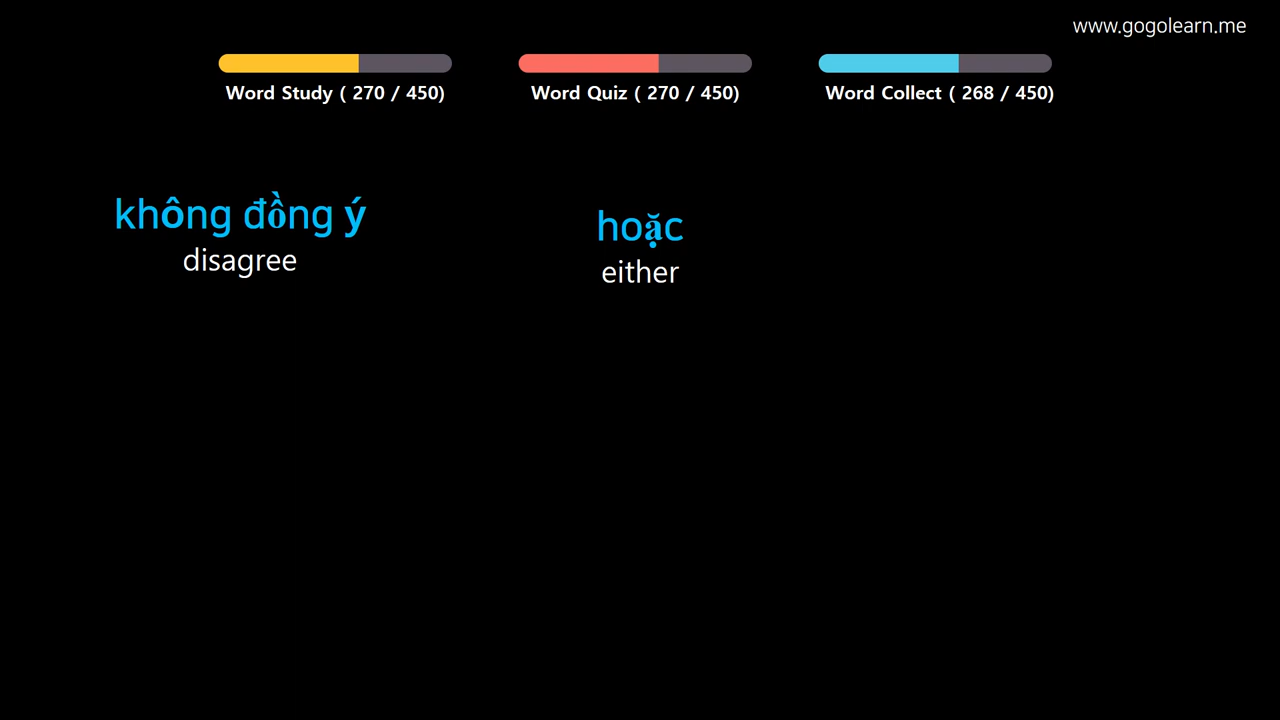 www.gogolearn.me
Word Study ( 270 / 450)
Word Quiz ( 270 / 450)
Word Collect ( 268 / 450)
không đồng ý
disagree
hoặc
either